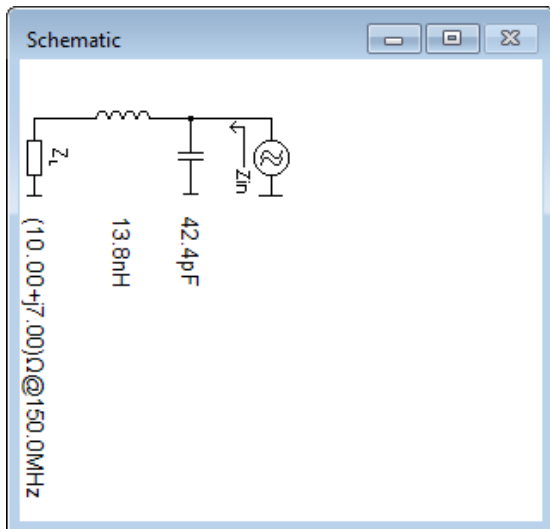 Schematic
ZL
Zin
(10.00+j7.00)Ω@150.0MHz
13.8nH
42.4pF